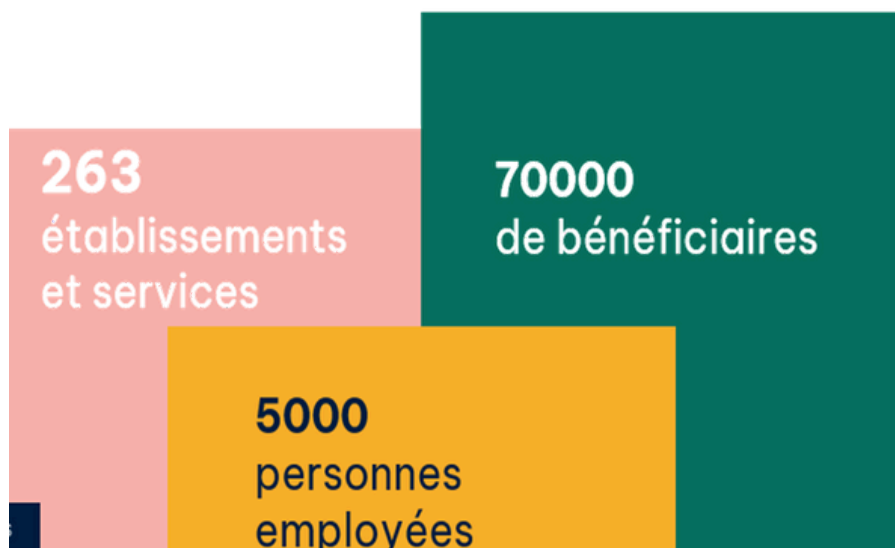 263
établissements
et services
70000
de bénéficiaires
5000
personnes
employées